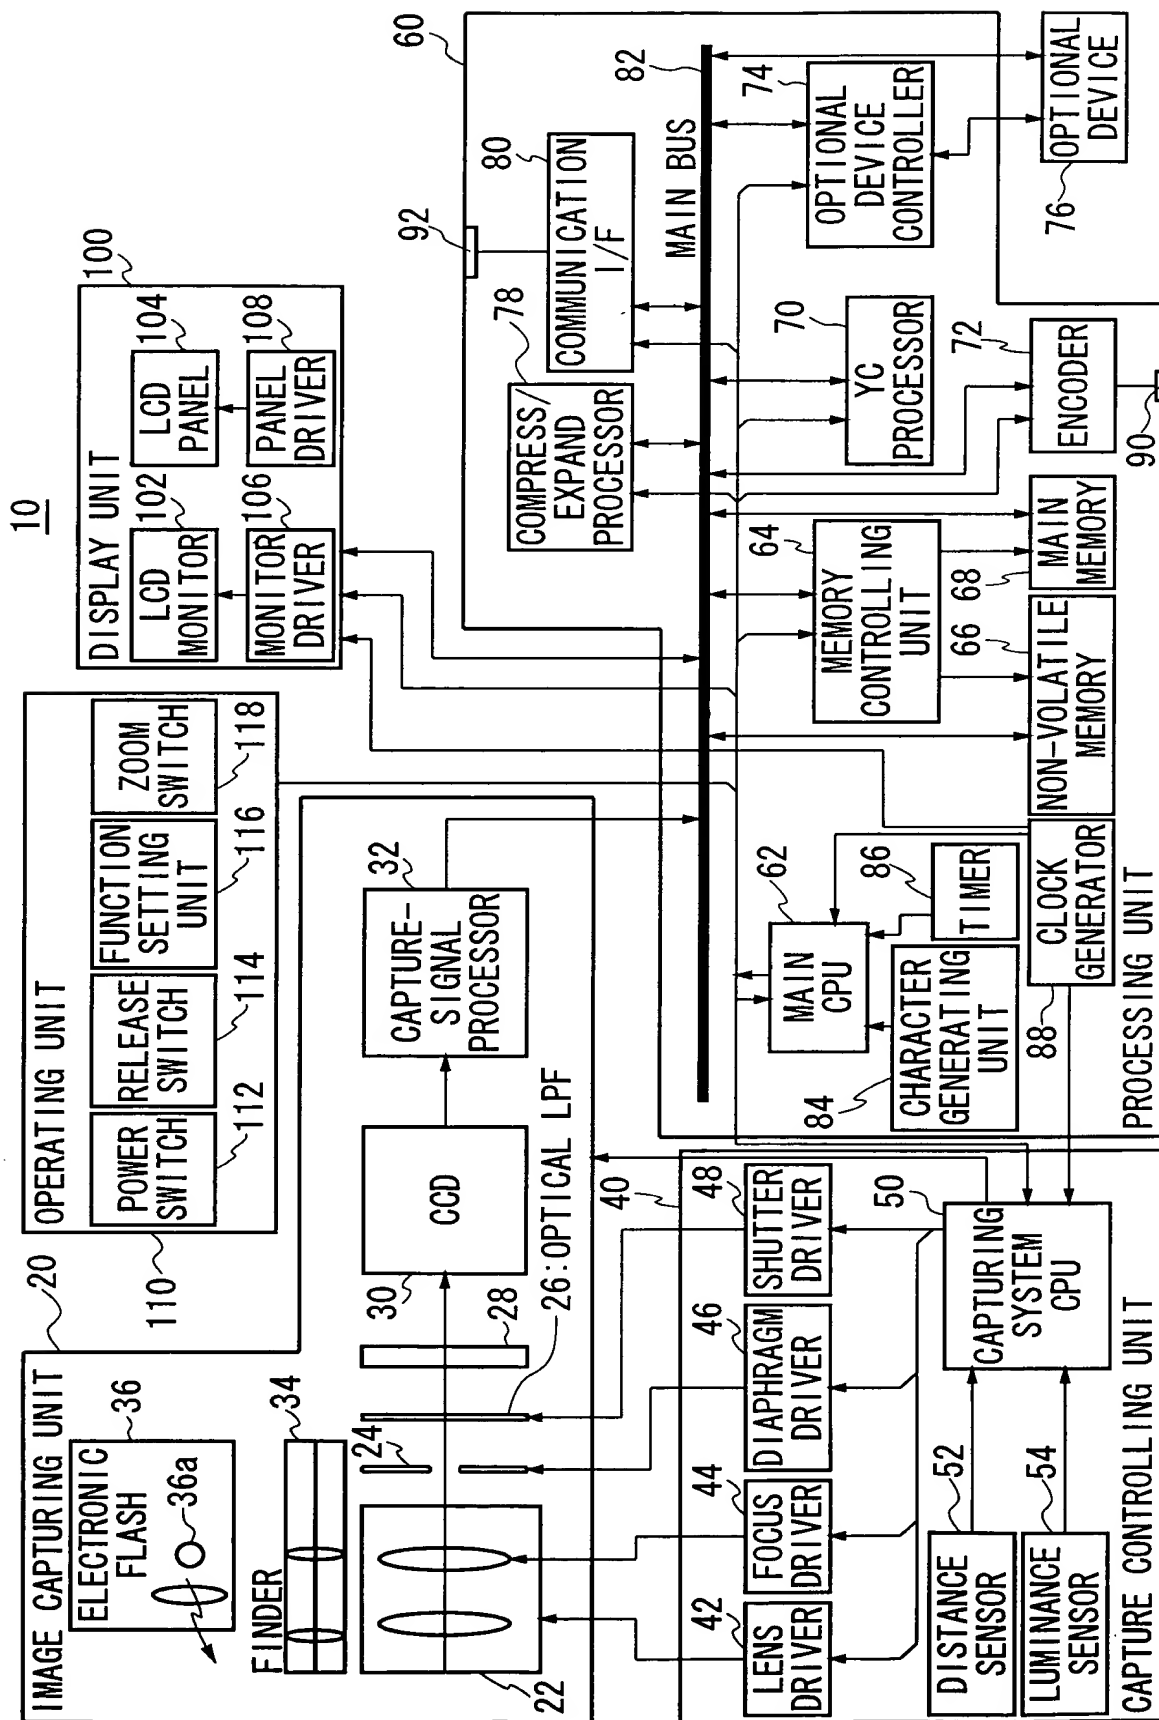 10
IMAGE CAPTURING UNIT
20
ELECTRONIC
FLASH
36
36a
FINDER
34
22
24
28
26:OPTICAL LPF
CCD
30
CAPTURE-
SIGNAL
PROCESSOR
32
OPERATING UNIT
110
POWER
SWITCH
112
RELEASE
SWITCH
114
FUNCTION
SETTING
UNIT
116
ZOOM
SWITCH
118
DISPLAY UNIT
100
LCD
MONITOR
102
LCD
PANEL
104
MONITOR
DRIVER
106
PANEL
DRIVER
108
60
COMPRESS/
EXPAND
PROCESSOR
78
COMMUNICATION
I/F
80
92
MAIN BUS
82
40
LENS
DRIVER
42
FOCUS
DRIVER
44
DIAPHRAGM
DRIVER
46
SHUTTER
DRIVER
48
CAPTURING
SYSTEM
CPU
50
DISTANCE
SENSOR
52
LUMINANCE
SENSOR
54
CAPTURE CONTROLLING UNIT
MAIN
CPU
62
CHARACTER
GENERATING
UNIT
84
TIMER
86
CLOCK
GENERATOR
88
MEMORY
CONTROLLING
UNIT
64
NON-VOLATILE
MEMORY
66
MAIN
MEMORY
68
YC
PROCESSOR
70
ENCODER
72
90
OPTIONAL
DEVICE
CONTROLLER
74
OPTIONAL
DEVICE
76
PROCESSING UNIT